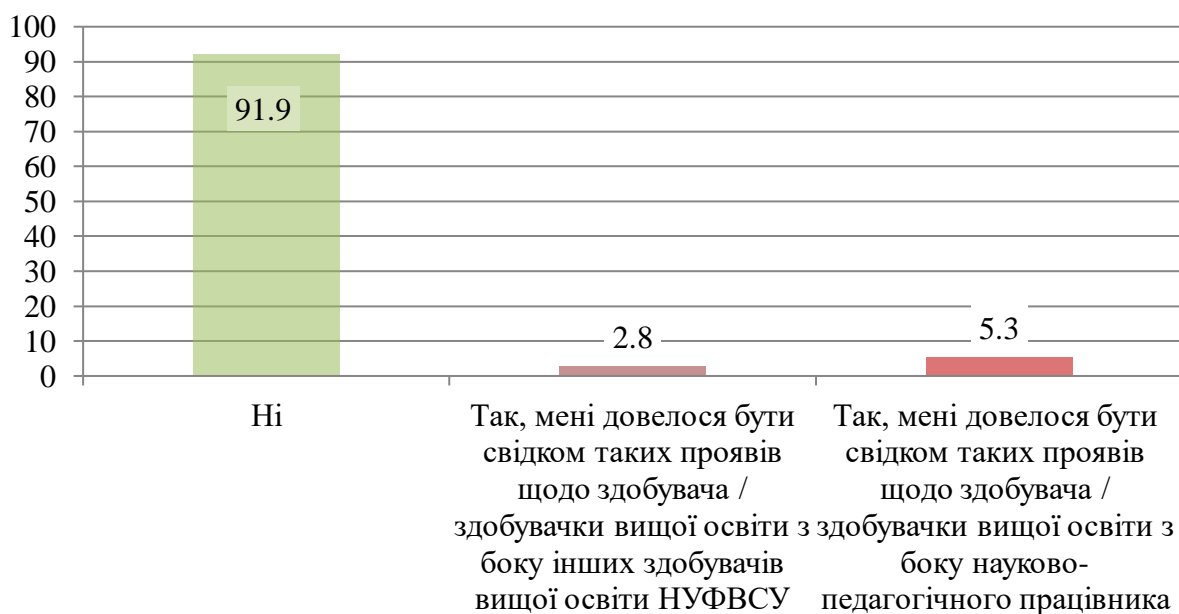 100
90
80
70
60
50
40
30
20
10
0
91.9
2.8
5.3
Ні
Так, мені довелося бути
свідком таких проявів
щодо здобувача /
здобувачки вищої освіти з
боку інших здобувачів
вищої освіти НУФВСУ
Так, мені довелося бути
свідком таких проявів
щодо здобувача /
здобувачки вищої освіти з
боку науково-
педагогічного працівника